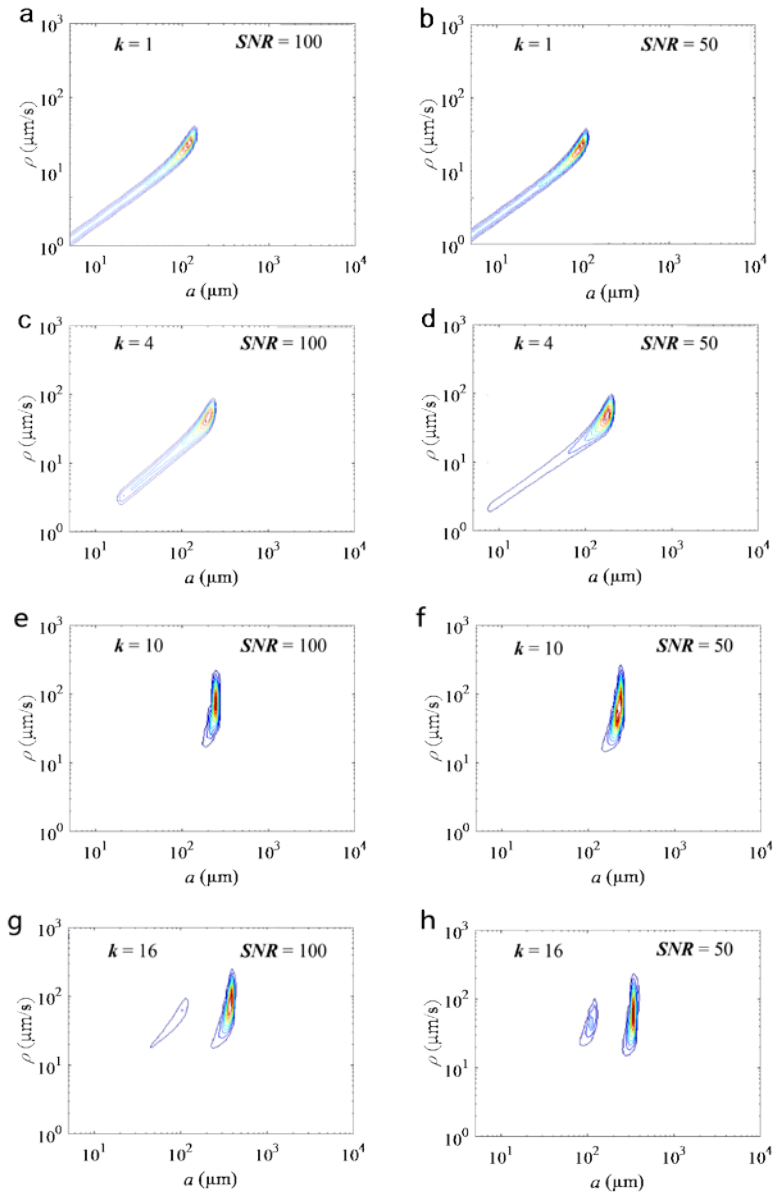 a
b
k = 1 SNR = 100
k = 1 SNR = 50
10³
10²
10¹
10⁰
ρ (μm/s)
10¹ 10² 10³ 10⁴
a (μm)
10³
10²
10¹
10⁰
ρ (μm/s)
10¹ 10² 10³ 10⁴
a (μm)
c
d
k = 4 SNR = 100
k = 4 SNR = 50
10³
10²
10¹
10⁰
ρ (μm/s)
10¹ 10² 10³ 10⁴
a (μm)
10³
10²
10¹
10⁰
ρ (μm/s)
10¹ 10² 10³ 10⁴
a (μm)
e
f
k = 10 SNR = 100
k = 10 SNR = 50
10³
10²
10¹
10⁰
ρ (μm/s)
10¹ 10² 10³ 10⁴
a (μm)
10³
10²
10¹
10⁰
ρ (μm/s)
10¹ 10² 10³ 10⁴
a (μm)
g
h
k = 16 SNR = 100
k = 16 SNR = 50
10³
10²
10¹
10⁰
ρ (μm/s)
10¹ 10² 10³ 10⁴
a (μm)
10³
10²
10¹
10⁰
ρ (μm/s)
10¹ 10² 10³ 10⁴
a (μm)